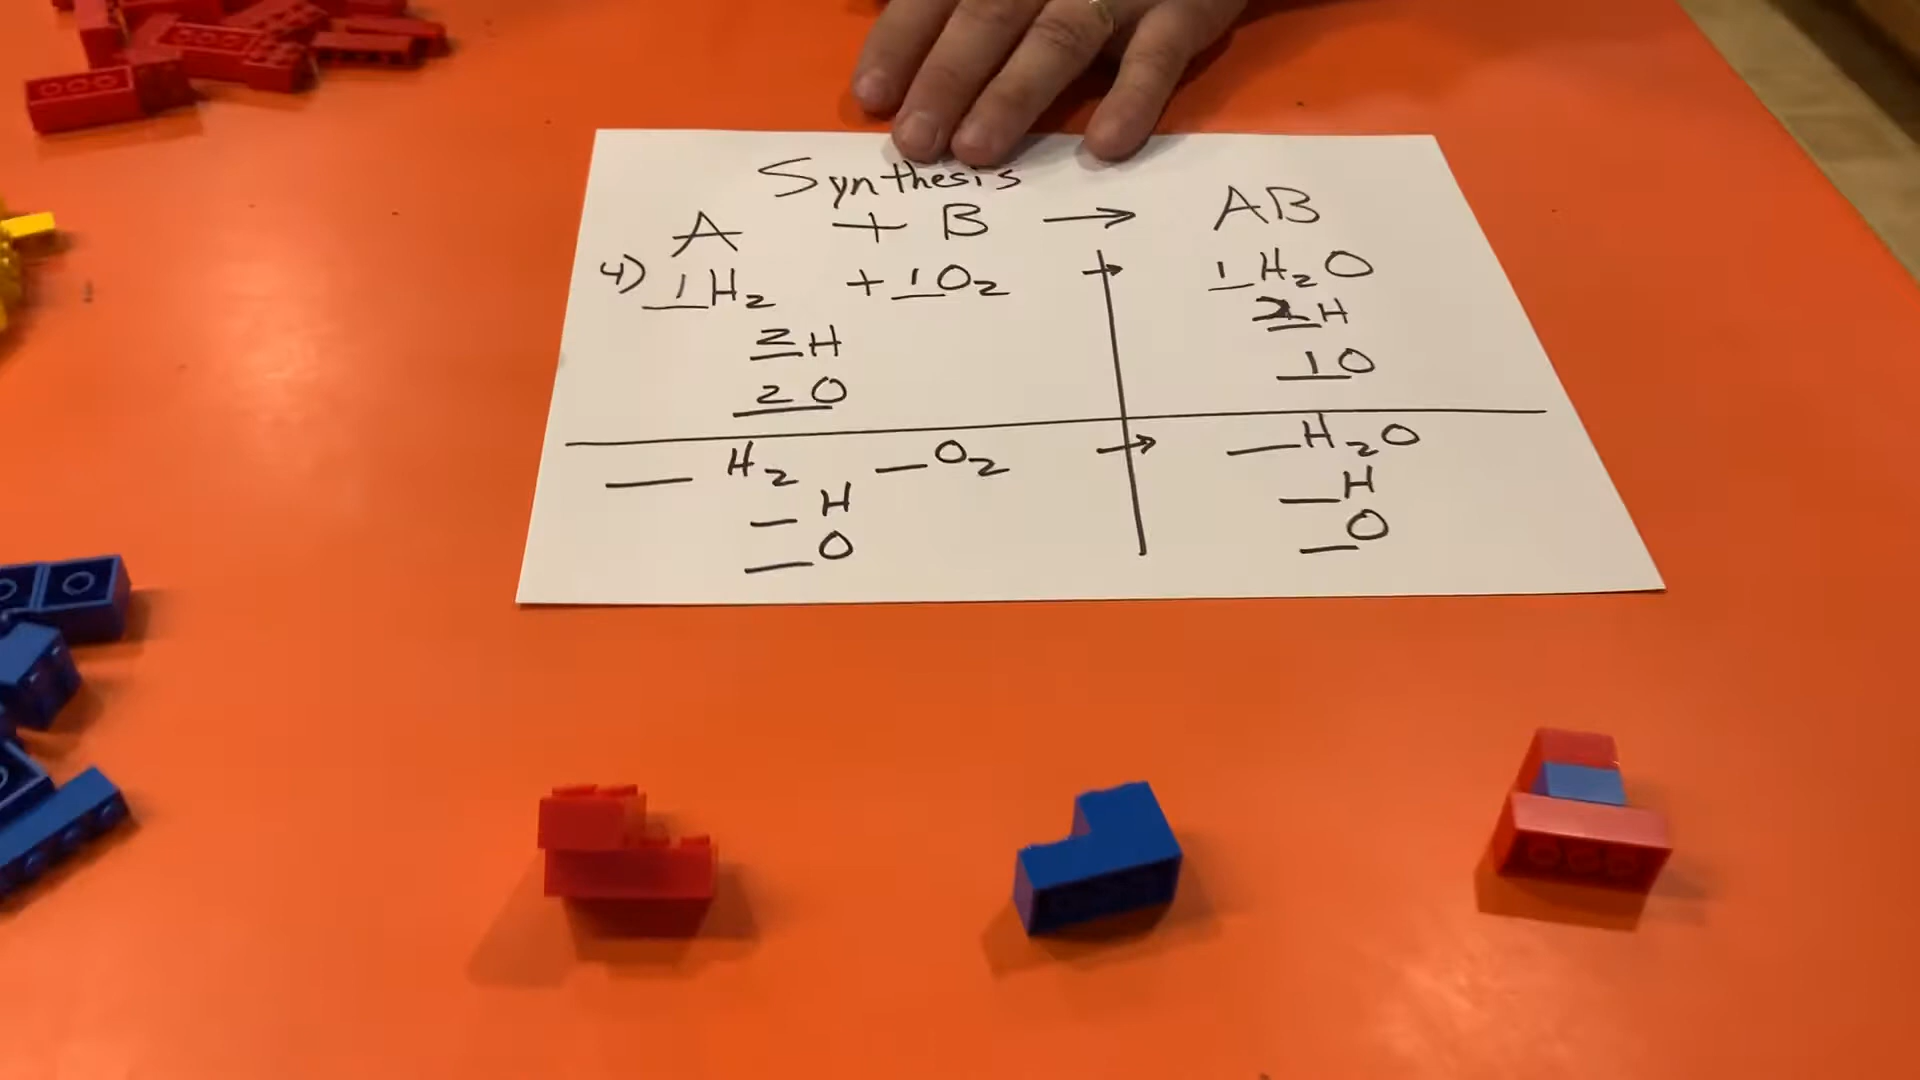 Synthesis
A + B → AB
4) 1 H₂ + 1 O₂ → 1 H₂O
2 H 2 H
2 O 1 O
__ H₂ __ O₂ → __ H₂O
__ H __ H
__ O __ O